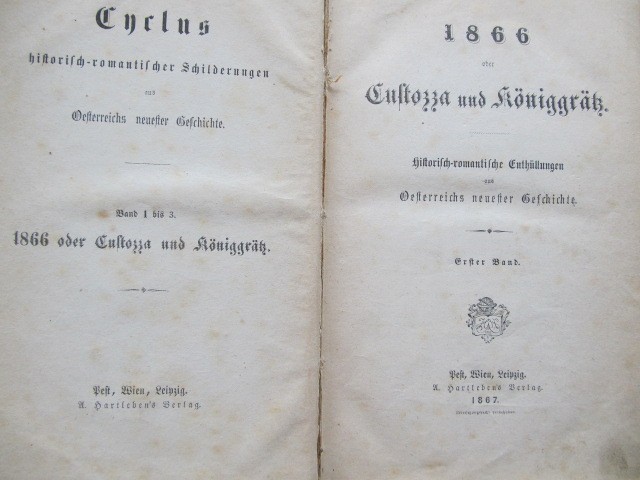 Cyclus
historisch-romantischer Schilderungen
aus
Oesterreichs neuester Geschichte.
Band 1 bis 3.
1866 oder Custozza und Königgrätz.
Pest, Wien, Leipzig.
A. Hartleben's Verlag.
1866
oder
Custozza und Königgrätz.
Historisch-romantische Enthüllungen
aus
Oesterreichs neuester Geschichte.
Erster Band.
Pest, Wien, Leipzig.
A. Hartleben's Verlag.
1867.